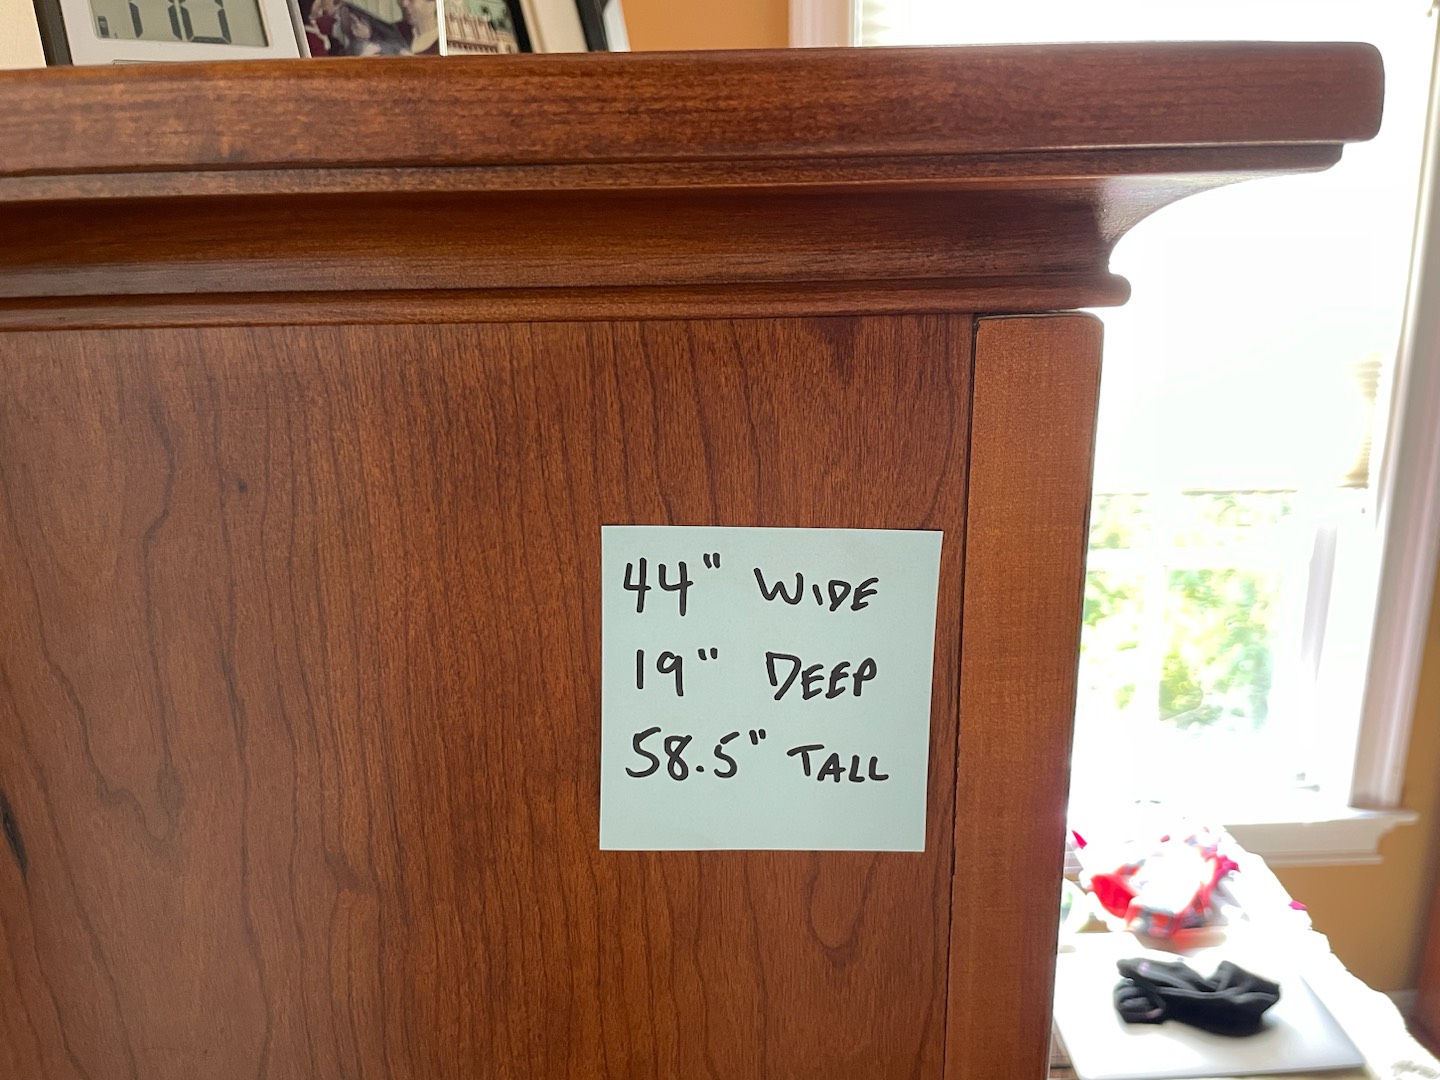 44" WIDE
19" DEEP
58.5" TALL